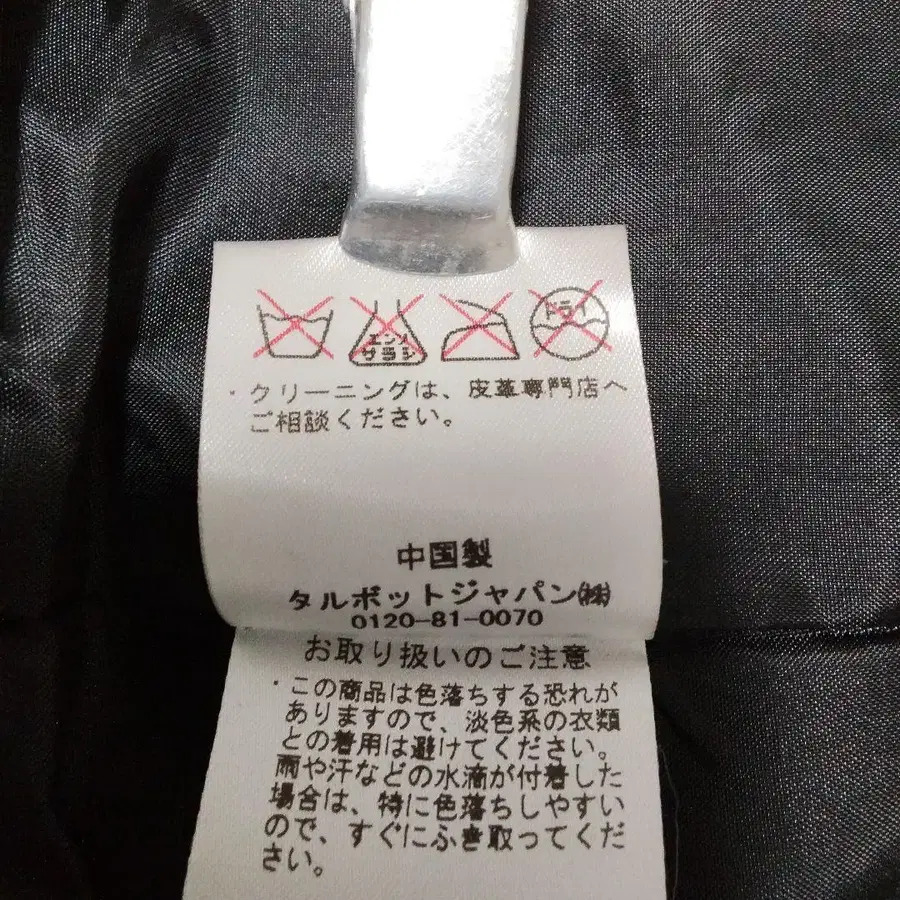 エンソ
サラシ
ドライ
・クリーニングは、皮革専門店へ
ご相談ください。
中国製
タルボットジャパン㈱
0120-81-0070
お取り扱いのご注意
・この商品は色落ちする恐れが
ありますので、淡色系の衣類
との着用は避けてください。
雨や汗などの水滴が付着した
場合は、特に色落ちしやすい
ので、すぐにふき取ってくだ
さい。